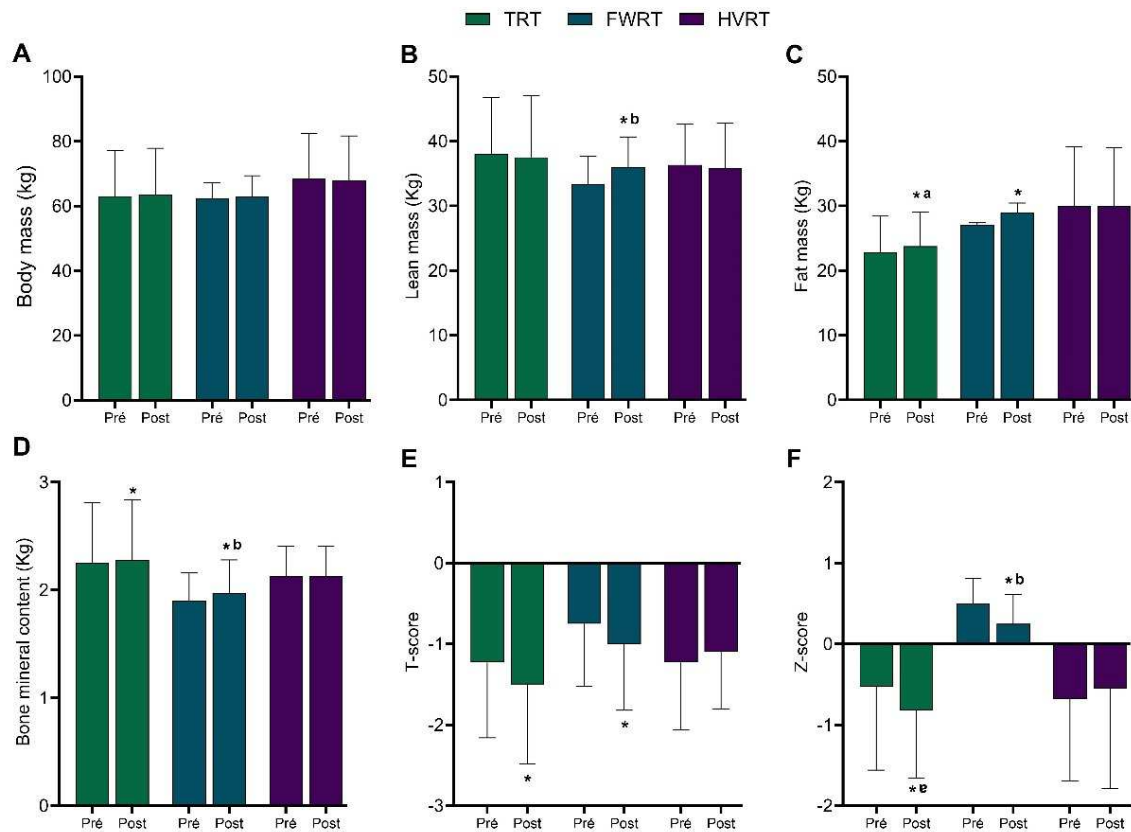 TRT FWRT HVRT
A
Body mass (kg)
100
80
60
40
20
0
Pré Post Pré Post Pré Post
B
Lean mass (Kg)
50
40
30
20
10
0
*b
Pré Post Pré Post Pré Post
C
Fat mass (Kg)
50
40
30
20
10
0
*a
*
Pré Post Pré Post Pré Post
D
Bone mineral content (Kg)
3
2
1
0
*
*b
Pré Post Pré Post Pré Post
E
T-score
1
0
-1
-2
-3
*
*
Pré Post Pré Post Pré Post
F
Z-score
2
1
0
-1
-2
*b
*a
Pré Post Pré Post Pré Post